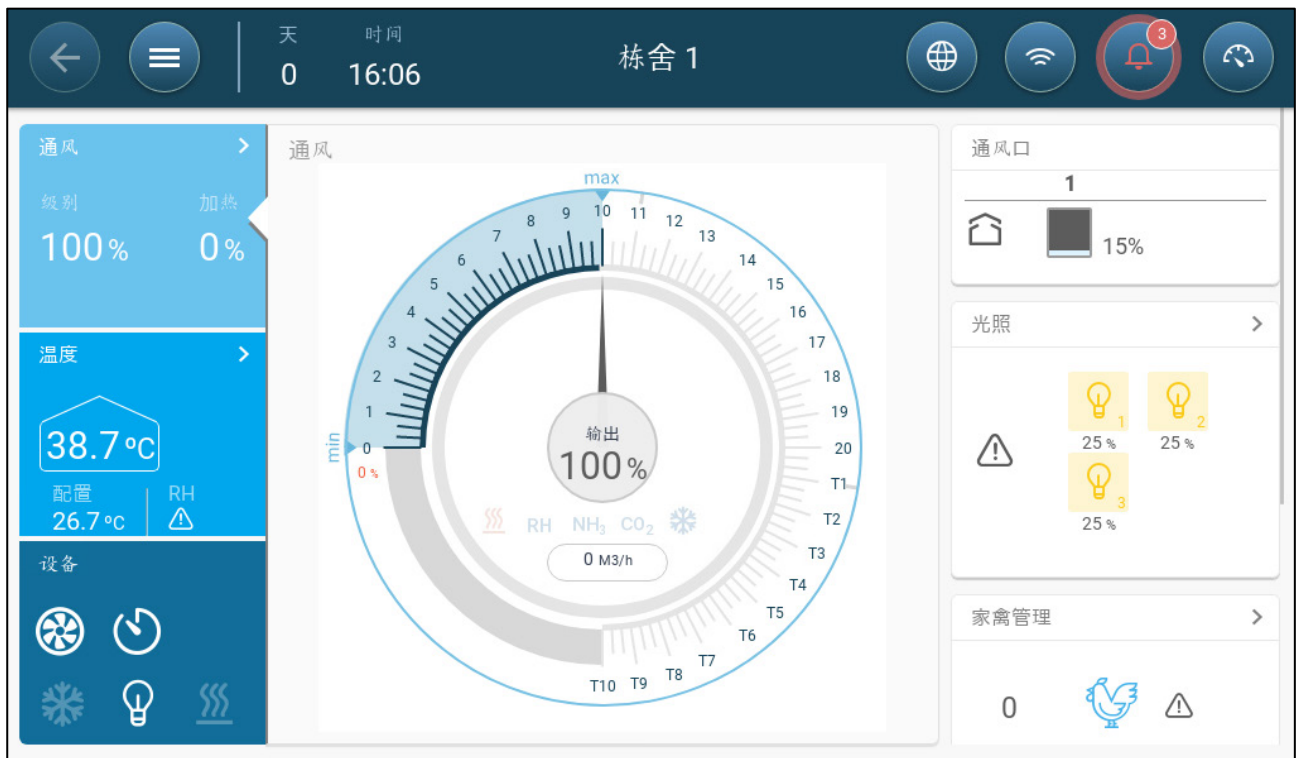 天 时间
0 16:06
栋舍 1
3
通风
级别 加热
100% 0%
温度
38.7 ºC
配置 RH
26.7 ºC
设备
通风
max
min
0 1 2 3 4 5 6 7 8 9 10 11 12 13 14 15 16 17 18 19 20 T1 T2 T3 T4 T5 T6 T7 T8 T9 T10
0 %
输出
100%
RH NH₃ CO₂
0 M3/h
通风口
1
15%
光照
1 2
25 % 25 %
3
25 %
家禽管理
0